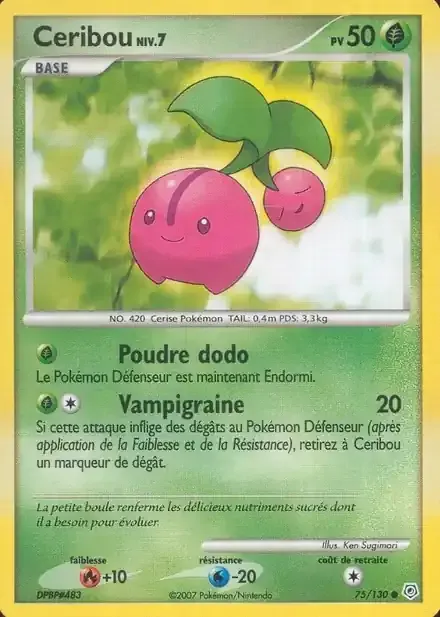 Ceribou NIV.7 PV 50
BASE
NO. 420 Cerise Pokémon TAIL: 0,4m PDS: 3,3kg
Poudre dodo
Le Pokémon Défenseur est maintenant Endormi.
Vampigraine 20
Si cette attaque inflige des dégâts au Pokémon Défenseur (après
application de la Faiblesse et de la Résistance), retirez à Ceribou
un marqueur de dégât.
La petite boule renferme les délicieux nutriments sucrés dont
il a besoin pour évoluer.
Illus. Ken Sugimori
faiblesse résistance coût de retraite
+10 -20
DPBP#483 ©2007 Pokémon/Nintendo 75/130